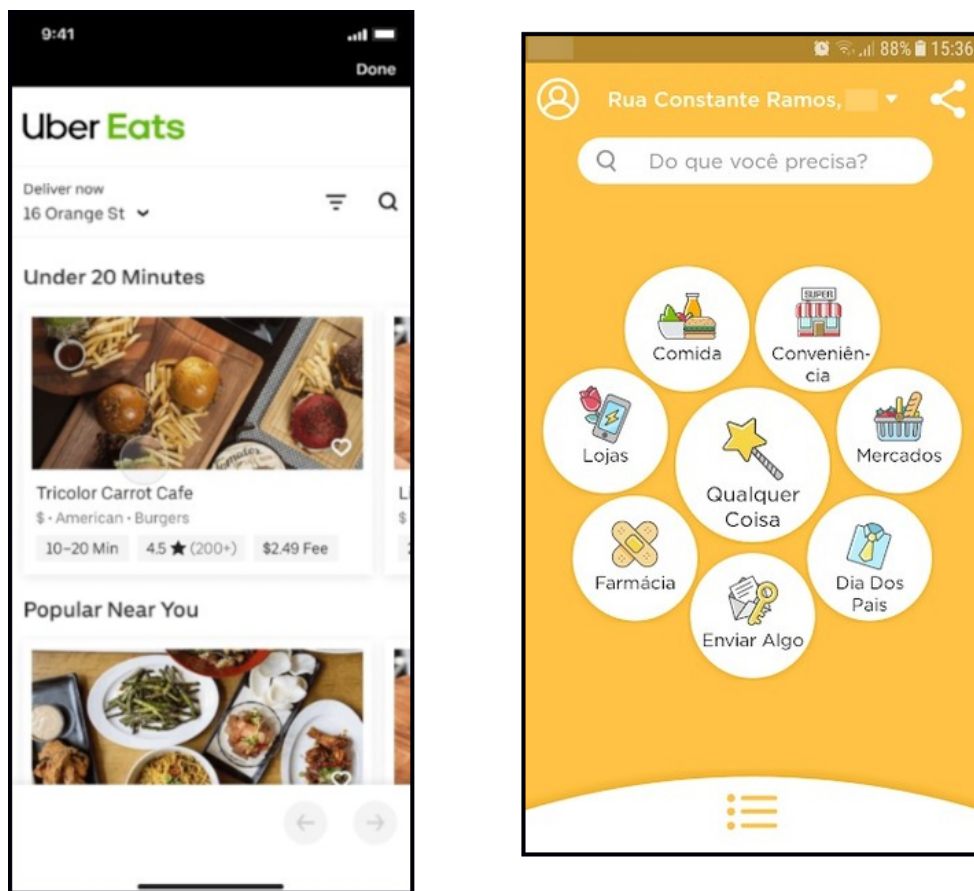 9:41
Done
Uber Eats
Deliver now
16 Orange St
Under 20 Minutes
Tricolor Carrot Cafe
$ • American • Burgers
10–20 Min 4.5 ★ (200+) $2.49 Fee
Popular Near You
88% 15:36
Rua Constante Ramos,
Do que você precisa?
SUPER
Comida
Conveniên-
cia
Lojas
Mercados
Qualquer
Coisa
Farmácia
Dia Dos
Pais
Enviar Algo